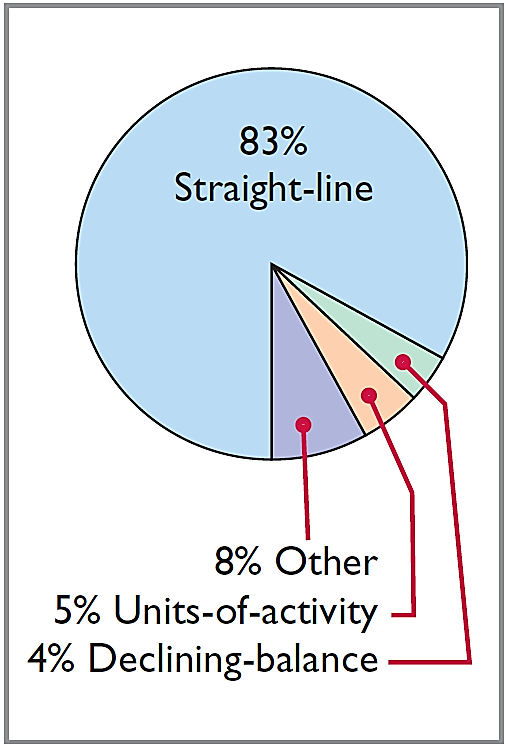 83%
Straight-line
8% Other
5% Units-of-activity
4% Declining-balance